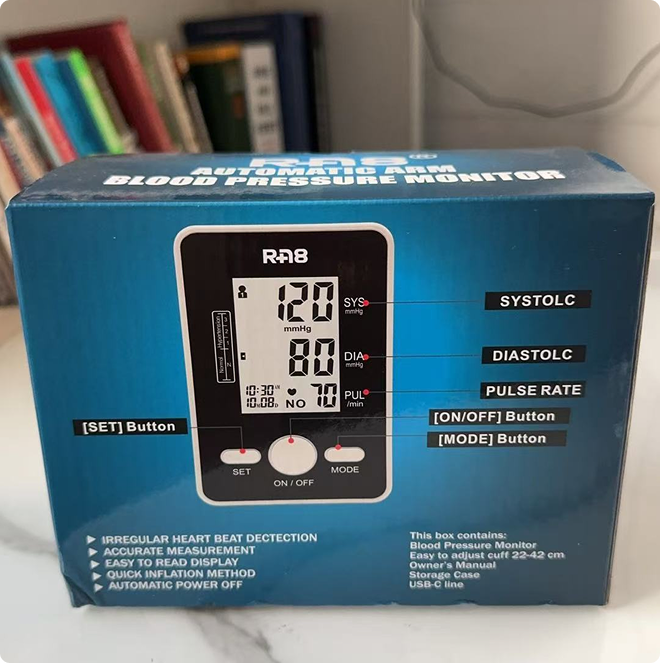 R+A8®
AUTOMATIC ARM
BLOOD PRESSURE MONITOR
R+A8
120 SYS
mmHg
mmHg
80 DIA
mmHg
10:30
10 08
NO 70 PUL
/min
SYSTOLC
DIASTOLC
PULSE RATE
[ON/OFF] Button
[MODE] Button
[SET] Button
SET
ON / OFF
MODE
IRREGULAR HEART BEAT DECTECTION
ACCURATE MEASUREMENT
EASY TO READ DISPLAY
QUICK INFLATION METHOD
AUTOMATIC POWER OFF
This box contains:
Blood Pressure Monitor
Easy to adjust cuff 22-42 cm
Owner's Manual
Storage Case
USB-C line